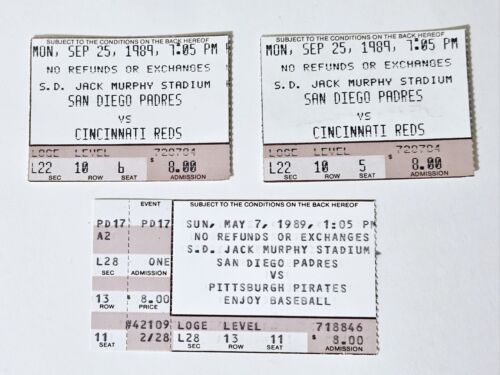 SUBJECT TO THE CONDITIONS ON THE BACK HEREOF
MON, SEP 25, 1989, 7:05 PM
NO REFUNDS OR EXCHANGES
S.D. JACK MURPHY STADIUM
SAN DIEGO PADRES
VS
CINCINNATI REDS
LOGE LEVEL 720704
L22 10 6 $ 8.00
SEC ROW SEAT ADMISSION
SUBJECT TO THE CONDITIONS ON THE BACK HEREOF
MON, SEP 25, 1989, 7:05 PM
NO REFUNDS OR EXCHANGES
S.D. JACK MURPHY STADIUM
SAN DIEGO PADRES
VS
CINCINNATI REDS
LOGE LEVEL
L22 10 5 $ 8.00
SEC ROW SEAT ADMISSION
EVENT
PD17 PD17
A2
L28 ONE
SEC ADMISSION
13 $ 8.00
ROW PRICE
#42109
11 2/28
SEAT
SUBJECT TO THE CONDITIONS ON THE BACK HEREOF
SUN, MAY 7, 1989, 1:05 PM
NO REFUNDS OR EXCHANGES
S.D. JACK MURPHY STADIUM
SAN DIEGO PADRES
VS
PITTSBURGH PIRATES
ENJOY BASEBALL
LOGE LEVEL 718846
L28 13 11 $ 8.00
SEC ROW SEAT ADMISSION